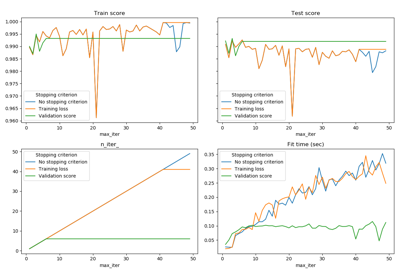 Train score
Test score
1.000
0.995
0.990
0.985
0.980
0.975
0.970
0.965
0.960
Stopping criterion
No stopping criterion
Training loss
Validation score
Stopping criterion
No stopping criterion
Training loss
Validation score
0 10 20 30 40 50
max_iter
0 10 20 30 40 50
max_iter
n_iter_
Fit time (sec)
50
40
30
20
10
0
Stopping criterion
No stopping criterion
Training loss
Validation score
0.35
0.30
0.25
0.20
0.15
0.10
0.05
Stopping criterion
No stopping criterion
Training loss
Validation score
0 10 20 30 40 50
max_iter
0 10 20 30 40 50
max_iter